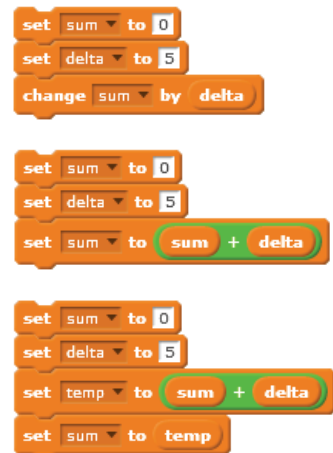 set sum to 0
set delta to 5
change sum by delta
set sum to 0
set delta to 5
set sum to sum + delta
set sum to 0
set delta to 5
set temp to sum + delta
set sum to temp